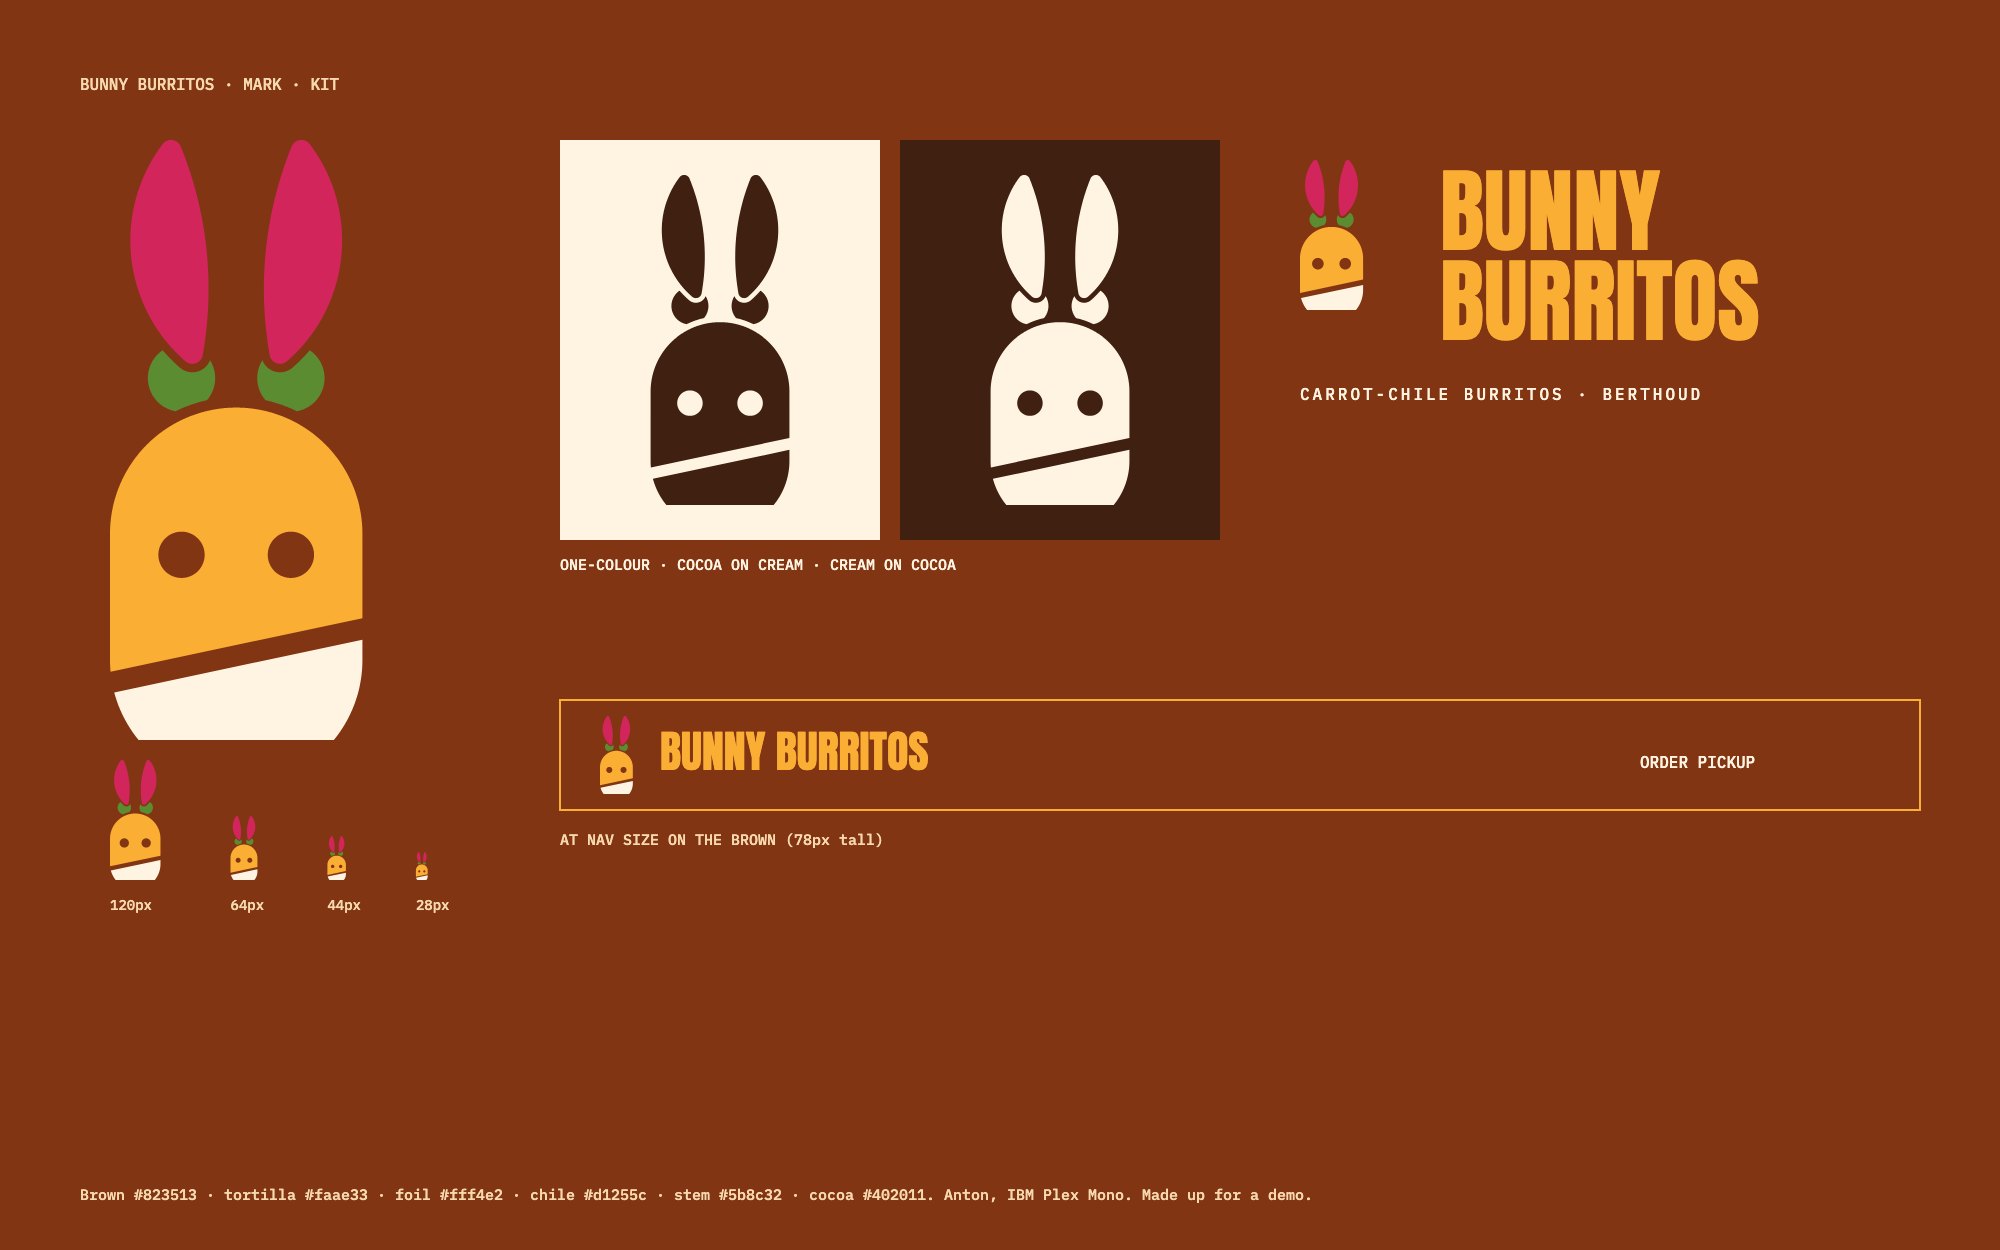 BUNNY BURRITOS · MARK · KIT
BUNNY
BURRITOS
CARROT-CHILE BURRITOS · BERTHOUD
ONE-COLOUR · COCOA ON CREAM · CREAM ON COCOA
BUNNY BURRITOS
ORDER PICKUP
AT NAV SIZE ON THE BROWN (78px tall)
120px
64px
44px
28px
Brown #823513 · tortilla #faae33 · foil #fff4e2 · chile #d1255c · stem #5b8c32 · cocoa #402011. Anton, IBM Plex Mono. Made up for a demo.